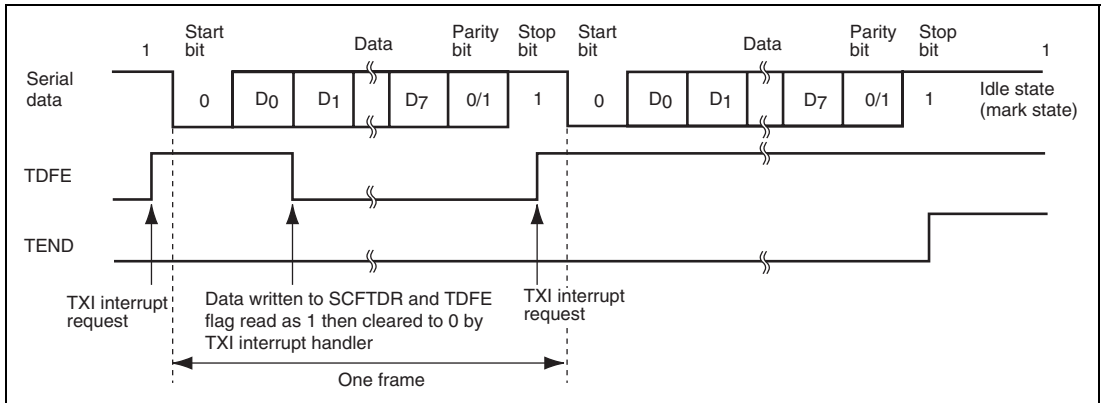 Start bit
Data
Parity bit
Stop bit
Start bit
Data
Parity bit
Stop bit
1
1
Serial data
0
D0
D1
D7
0/1
1
0
D0
D1
D7
0/1
1
Idle state
(mark state)
TDFE
TEND
TXI interrupt
request
Data written to SCFTDR and TDFE
flag read as 1 then cleared to 0 by
TXI interrupt handler
TXI interrupt
request
One frame